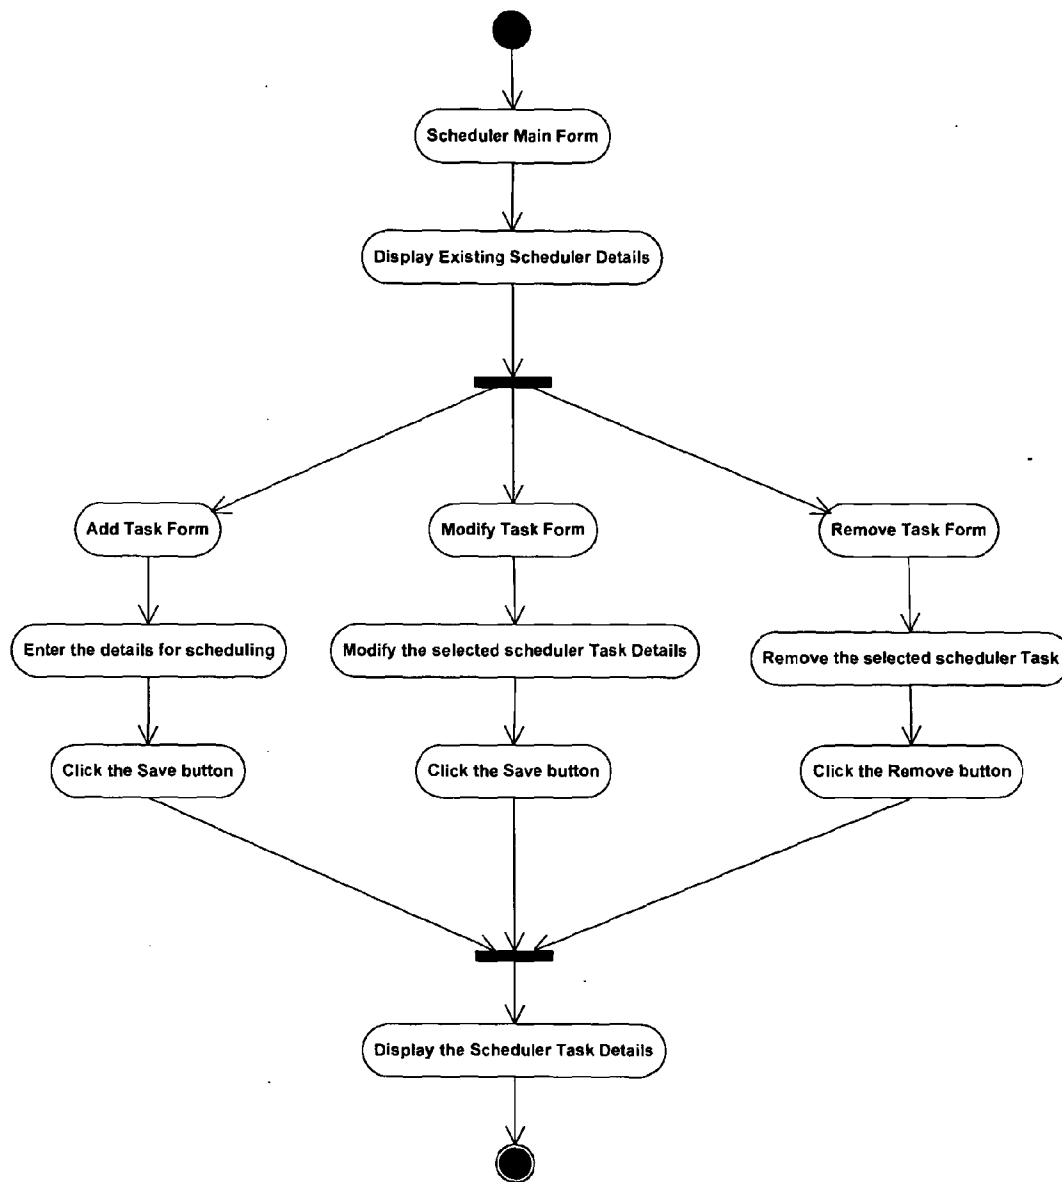 Scheduler Main Form
Display Existing Scheduler Details
Add Task Form
Modify Task Form
Remove Task Form
Enter the details for scheduling
Modify the selected scheduler Task Details
Remove the selected scheduler Task
Click the Save button
Click the Save button
Click the Remove button
Display the Scheduler Task Details